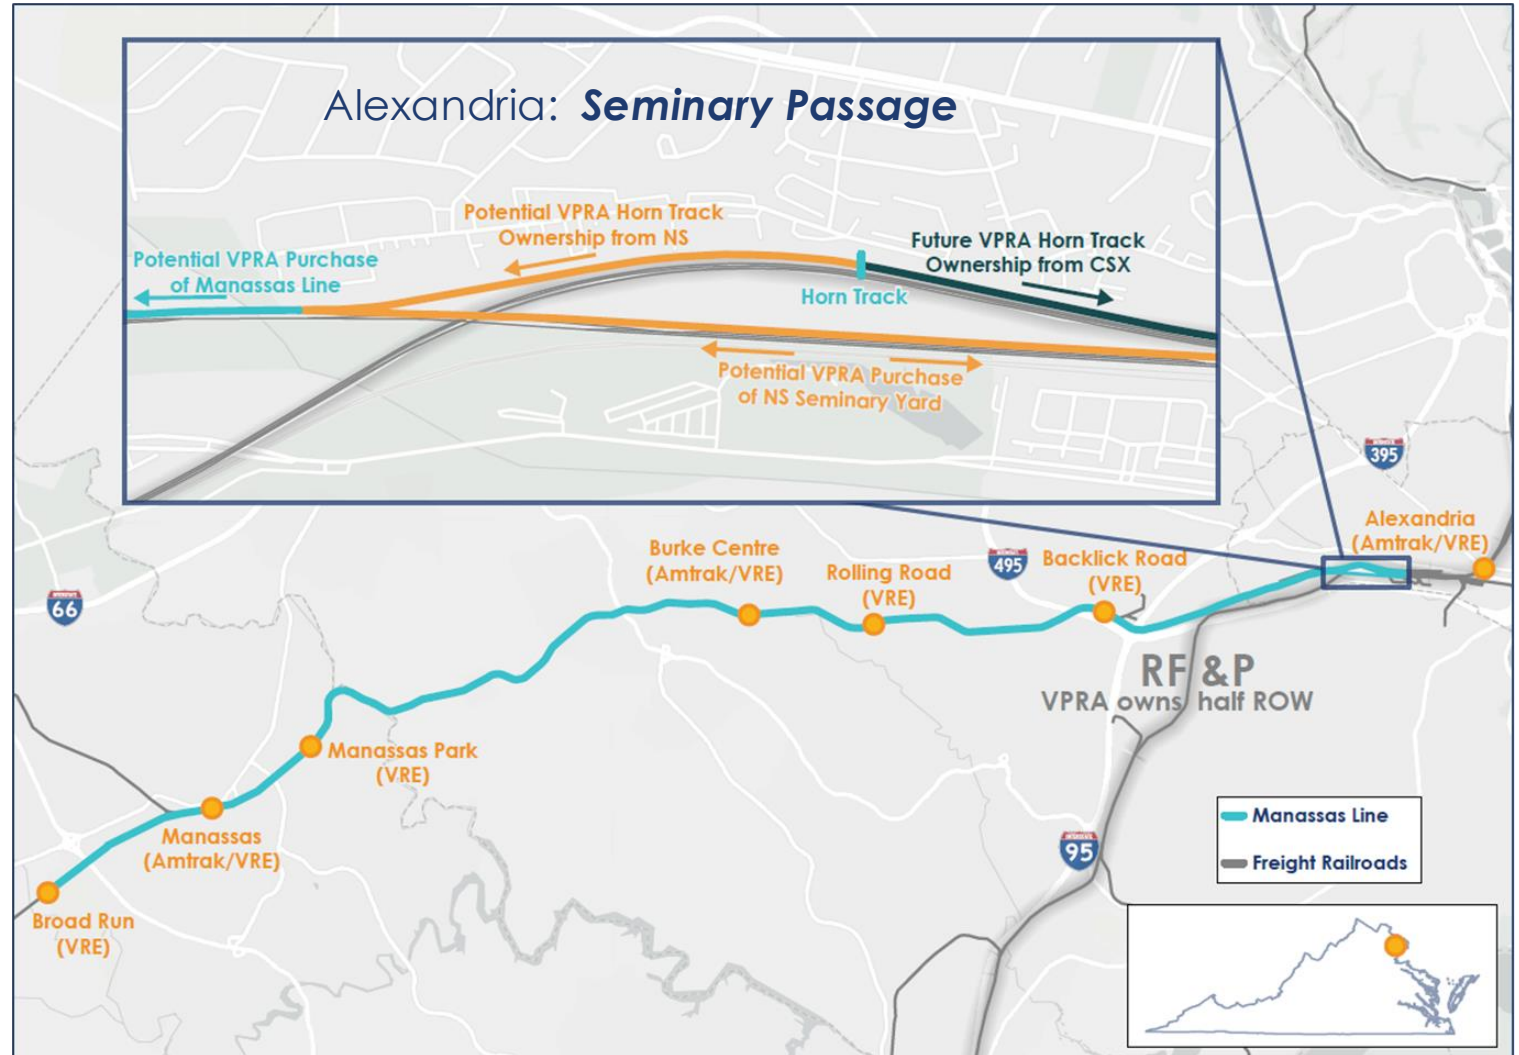 Alexandria: Seminary Passage
Potential VPRA Horn Track
Ownership from NS
Future VPRA Horn Track
Ownership from CSX
Potential VPRA Purchase
of Manassas Line
Horn Track
Potential VPRA Purchase
of NS Seminary Yard
395
Alexandria
(Amtrak/VRE)
Burke Centre
(Amtrak/VRE)
Rolling Road
(VRE)
495
Backlick Road
(VRE)
66
RF &P
VPRA owns half ROW
Manassas Park
(VRE)
Manassas
(Amtrak/VRE)
95
Manassas Line
Freight Railroads
Broad Run
(VRE)